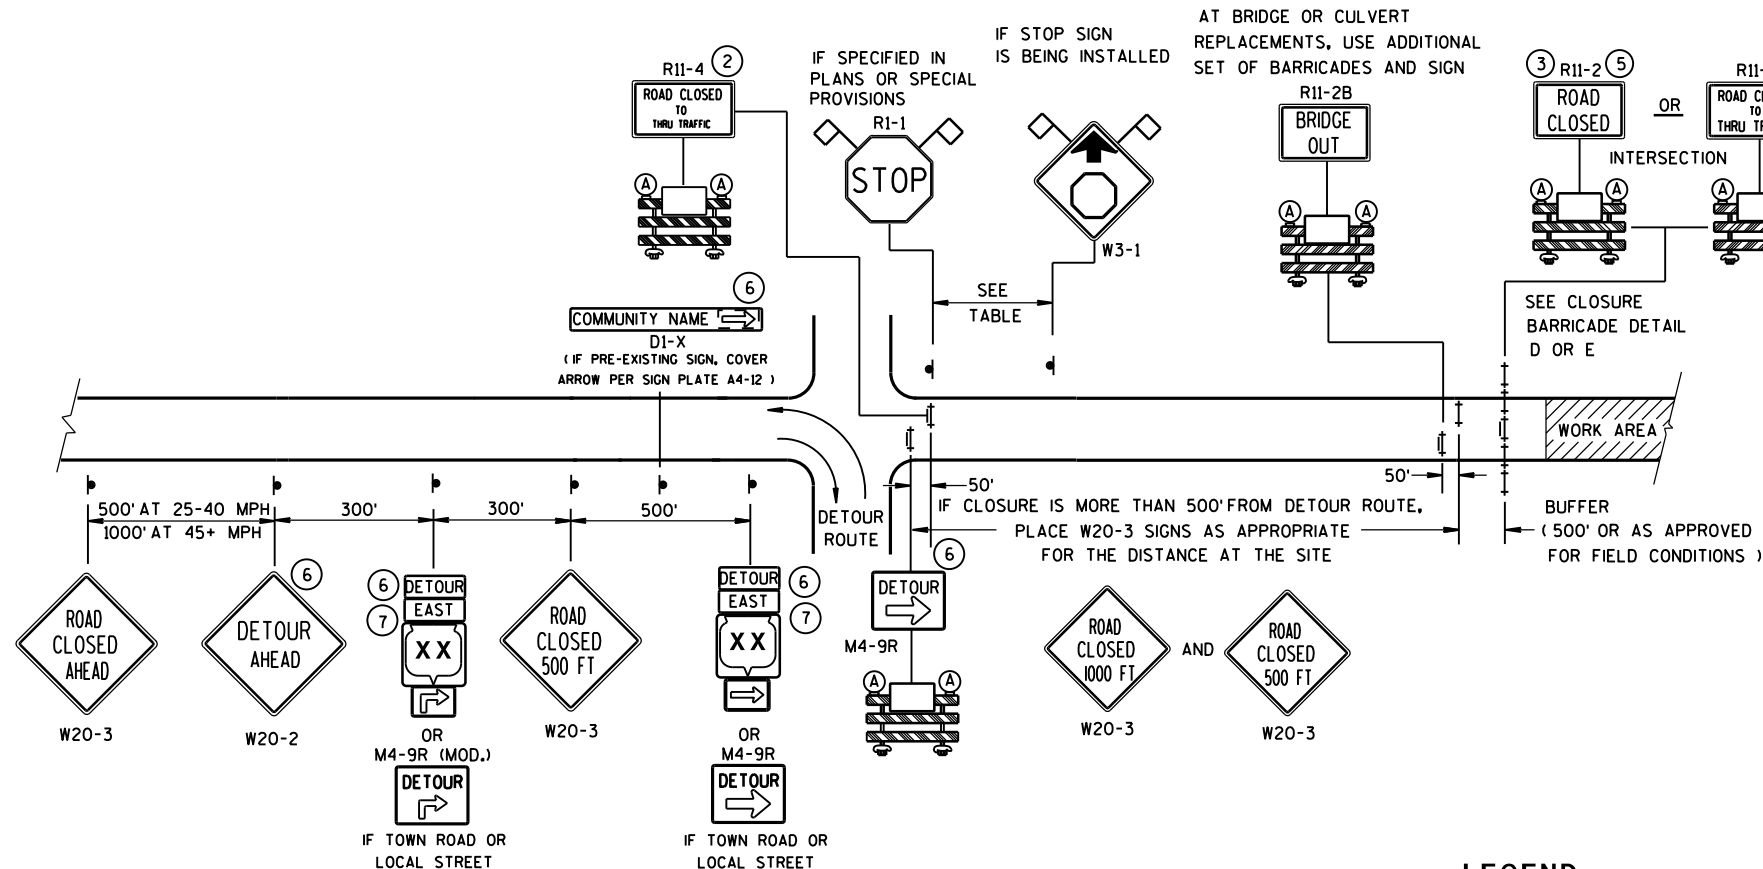 AT BRIDGE OR CULVERT
REPLACEMENTS, USE ADDITIONAL
SET OF BARRICADES AND SIGN
IF STOP SIGN
IS BEING INSTALLED
IF SPECIFIED IN
PLANS OR SPECIAL
PROVISIONS
R11-4 2
ROAD CLOSED
TO
THRU TRAFFIC
A A
R1-1
STOP
W3-1
R11-2B
BRIDGE
OUT
A A
3 R11-2 5
ROAD
CLOSED
OR
R11-
ROAD CL
TO
THRU TR
INTERSECTION
A A
A
SEE
TABLE
SEE CLOSURE
BARRICADE DETAIL
D OR E
6
COMMUNITY NAME
D1-X
(IF PRE-EXISTING SIGN, COVER
ARROW PER SIGN PLATE A4-12 )
WORK AREA
500' AT 25-40 MPH
1000' AT 45+ MPH
300'
300'
500'
DETOUR
ROUTE
50'
50'
IF CLOSURE IS MORE THAN 500' FROM DETOUR ROUTE,
PLACE W20-3 SIGNS AS APPROPRIATE
FOR THE DISTANCE AT THE SITE
BUFFER
( 500' OR AS APPROVED
FOR FIELD CONDITIONS )
ROAD
CLOSED
AHEAD
W20-3
6
DETOUR
AHEAD
W20-2
6
7
DETOUR
EAST
XX
OR
M4-9R (MOD.)
DETOUR
IF TOWN ROAD OR
LOCAL STREET
ROAD
CLOSED
500 FT
W20-3
DETOUR
EAST
XX
6
7
OR
M4-9R
DETOUR
IF TOWN ROAD OR
LOCAL STREET
6
DETOUR
M4-9R
A A
ROAD
CLOSED
1000 FT
W20-3
AND
ROAD
CLOSED
500 FT
W20-3